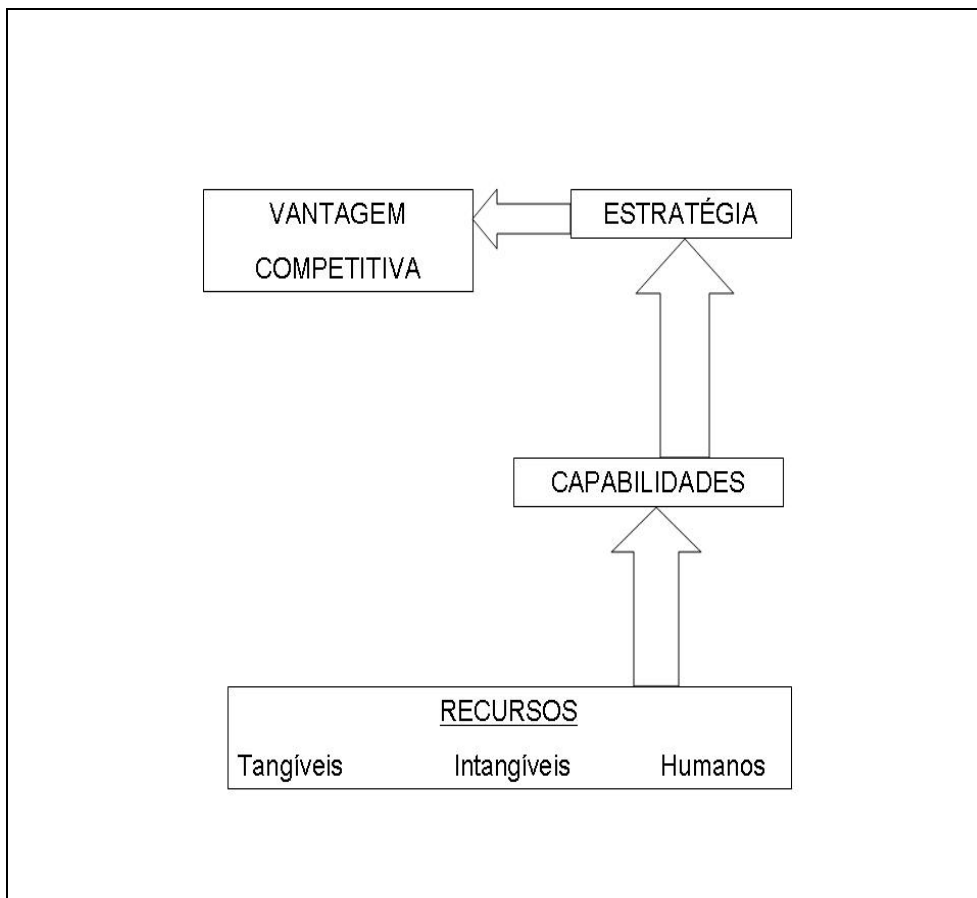 VANTAGEM
COMPETITIVA
ESTRATÉGIA
CAPABILIDADES
RECURSOS
Tangíveis Intangíveis Humanos